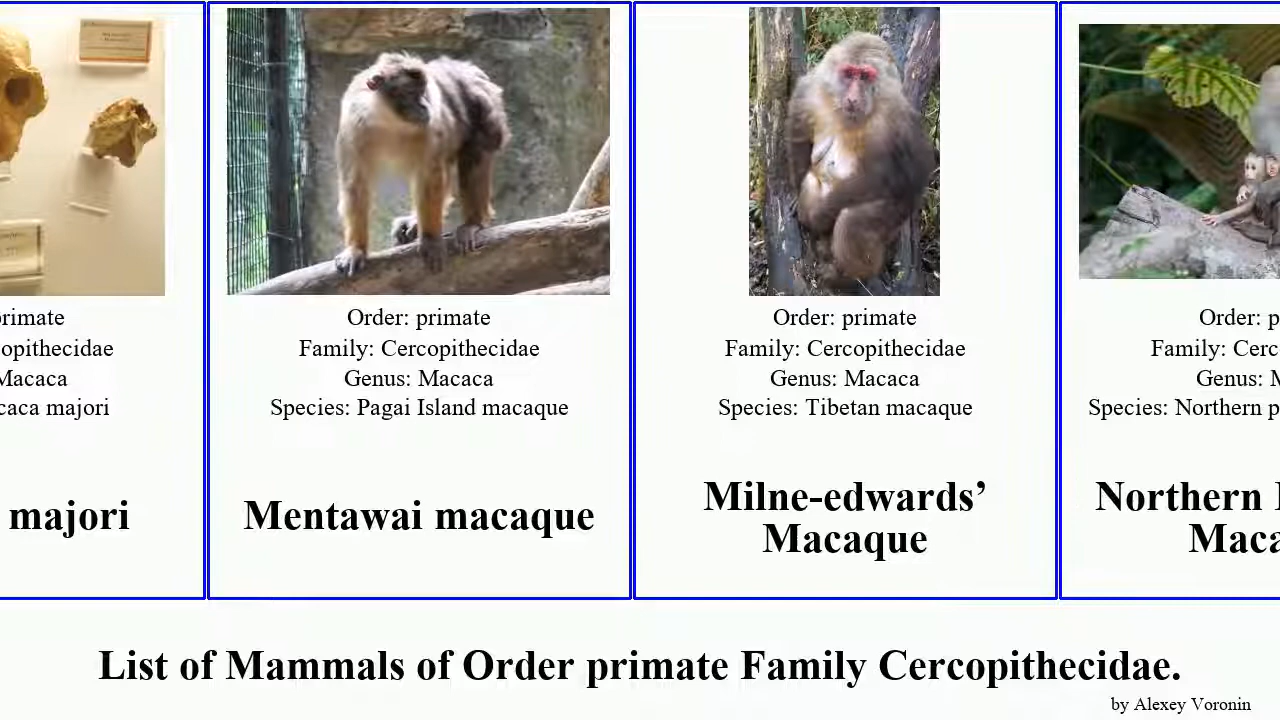 rimate
opithecidae
Macaca
caca majori
majori
Order: primate
Family: Cercopithecidae
Genus: Macaca
Species: Pagai Island macaque
Mentawai macaque
Order: primate
Family: Cercopithecidae
Genus: Macaca
Species: Tibetan macaque
Milne-edwards’
Macaque
Order: p
Family: Cerc
Genus: M
Species: Northern p
Northern
Maca
List of Mammals of Order primate Family Cercopithecidae.
by Alexey Voronin